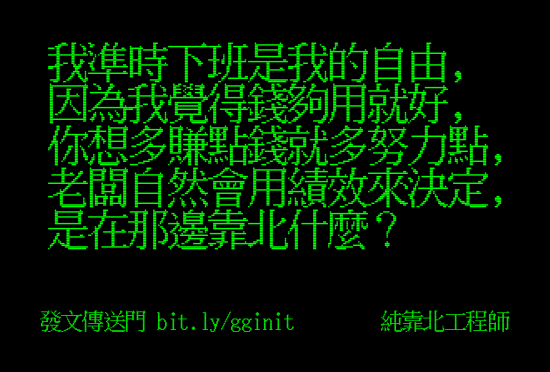 我準時下班是我的自由，
因為我覺得錢夠用就好，
你想多賺點錢就多努力點，
老闆自然會用績效來決定，
是在那邊靠北什麼？
發文傳送門 bit.ly/gginit 純靠北工程師